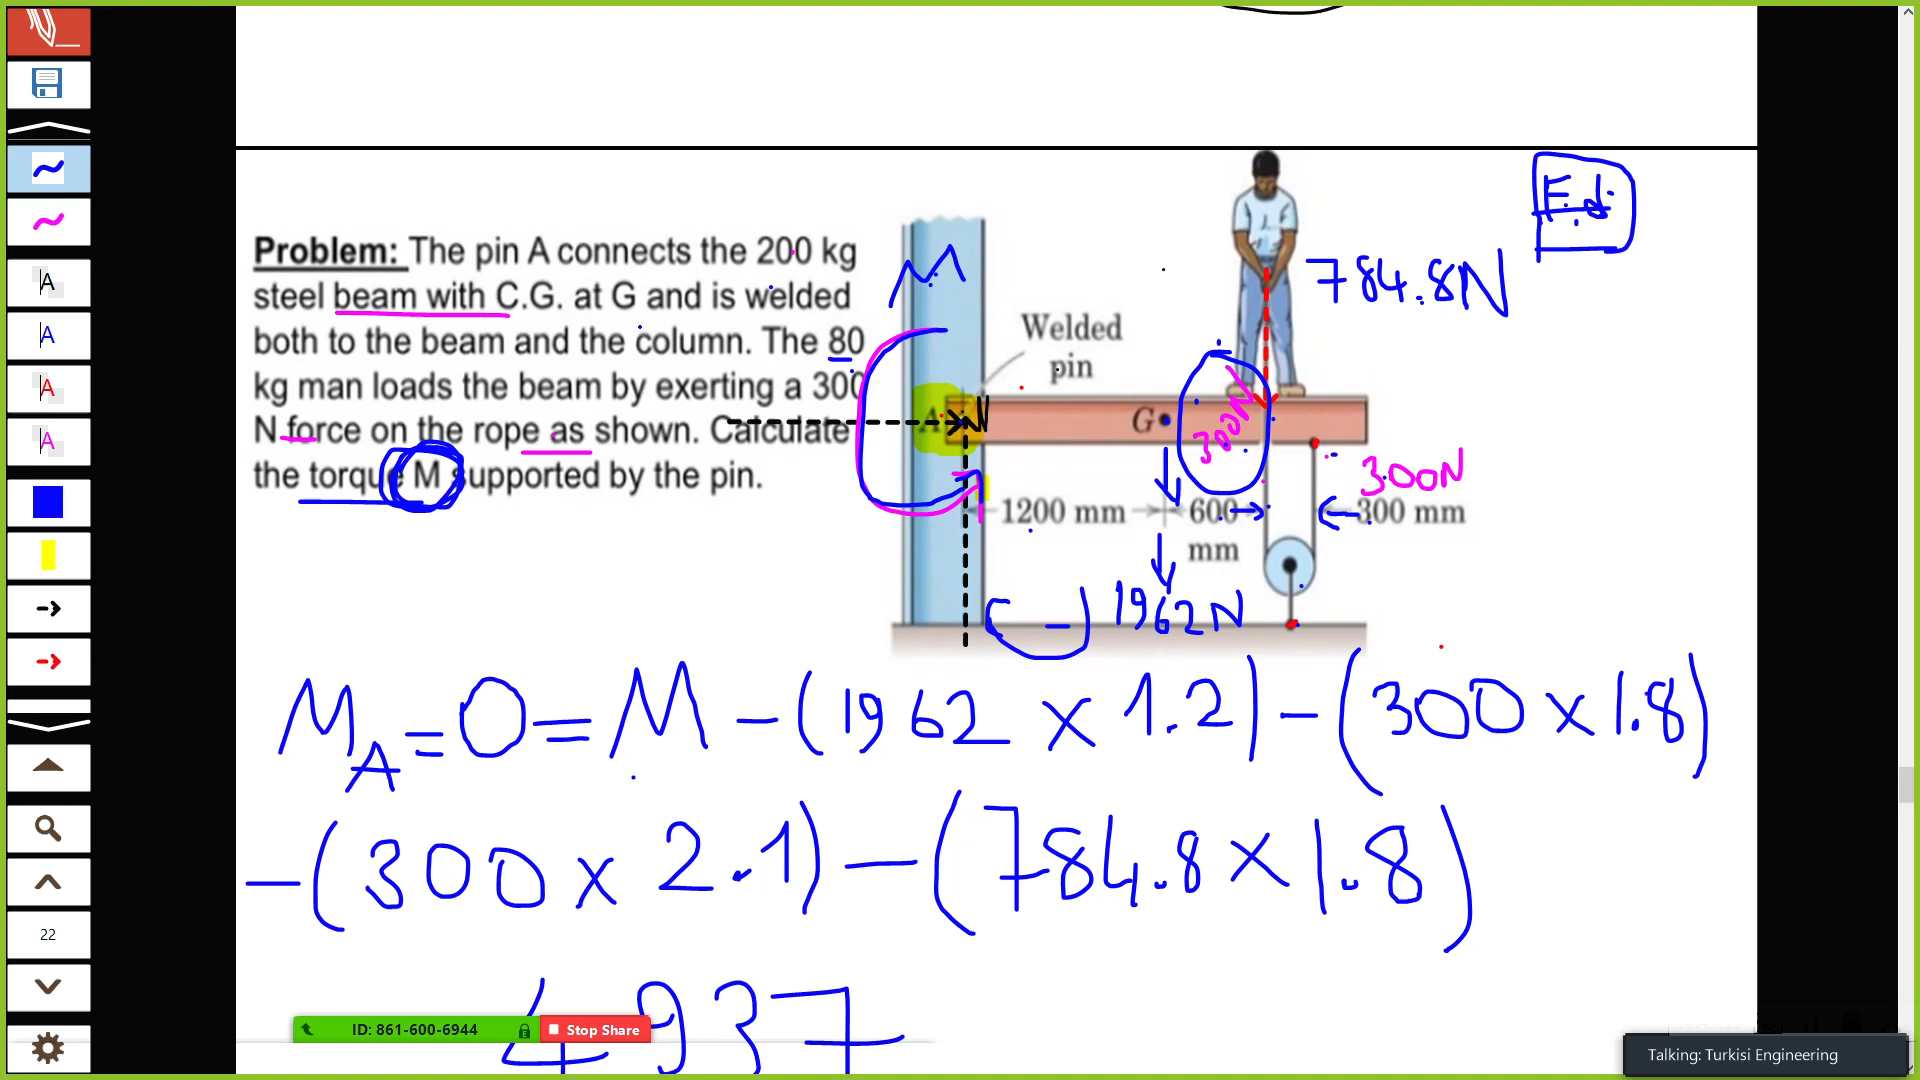 F.d
Problem: The pin A connects the 200 kg
steel beam with C.G. at G and is welded
both to the beam and the column. The 80
kg man loads the beam by exerting a 300
N force on the rope as shown. Calculate
the torque M supported by the pin.
M
784.8N
Welded
pin
A
N
G
300N
300N
1200 mm
600
mm
300 mm
1962N
-
M_A = 0 = M - (1962 x 1.2) - (300 x 1.8)
- (300 x 2.1) - (784.8 x 1.8)
4937
A
A
A
A
22
ID: 861-600-6944
Stop Share
Talking: Turkisi Engineering